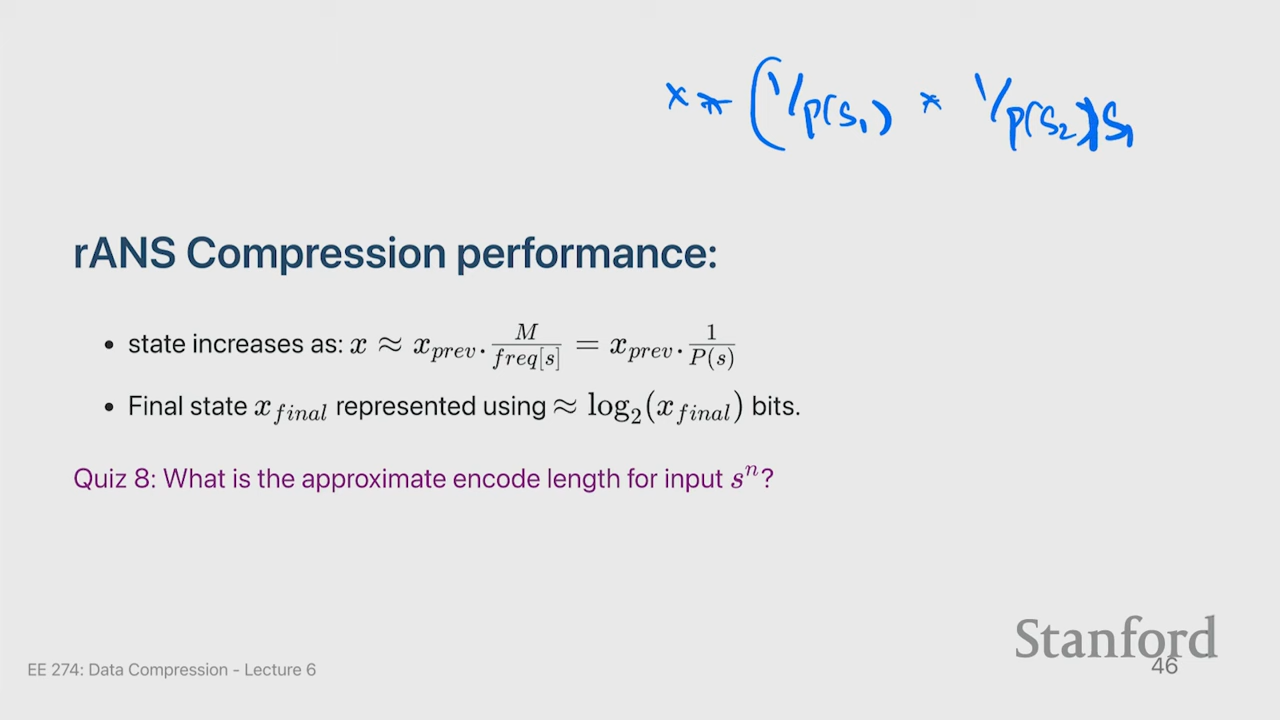 x * (1/p(s₁) * 1/p(s₂))s₁
rANS Compression performance:
• state increases as: x ≈ x_prev . M/freq[s] = x_prev . 1/P(s)
• Final state x_final represented using ≈ log₂(x_final) bits.
Quiz 8: What is the approximate encode length for input sⁿ?
Stanford
EE 274: Data Compression - Lecture 6
46